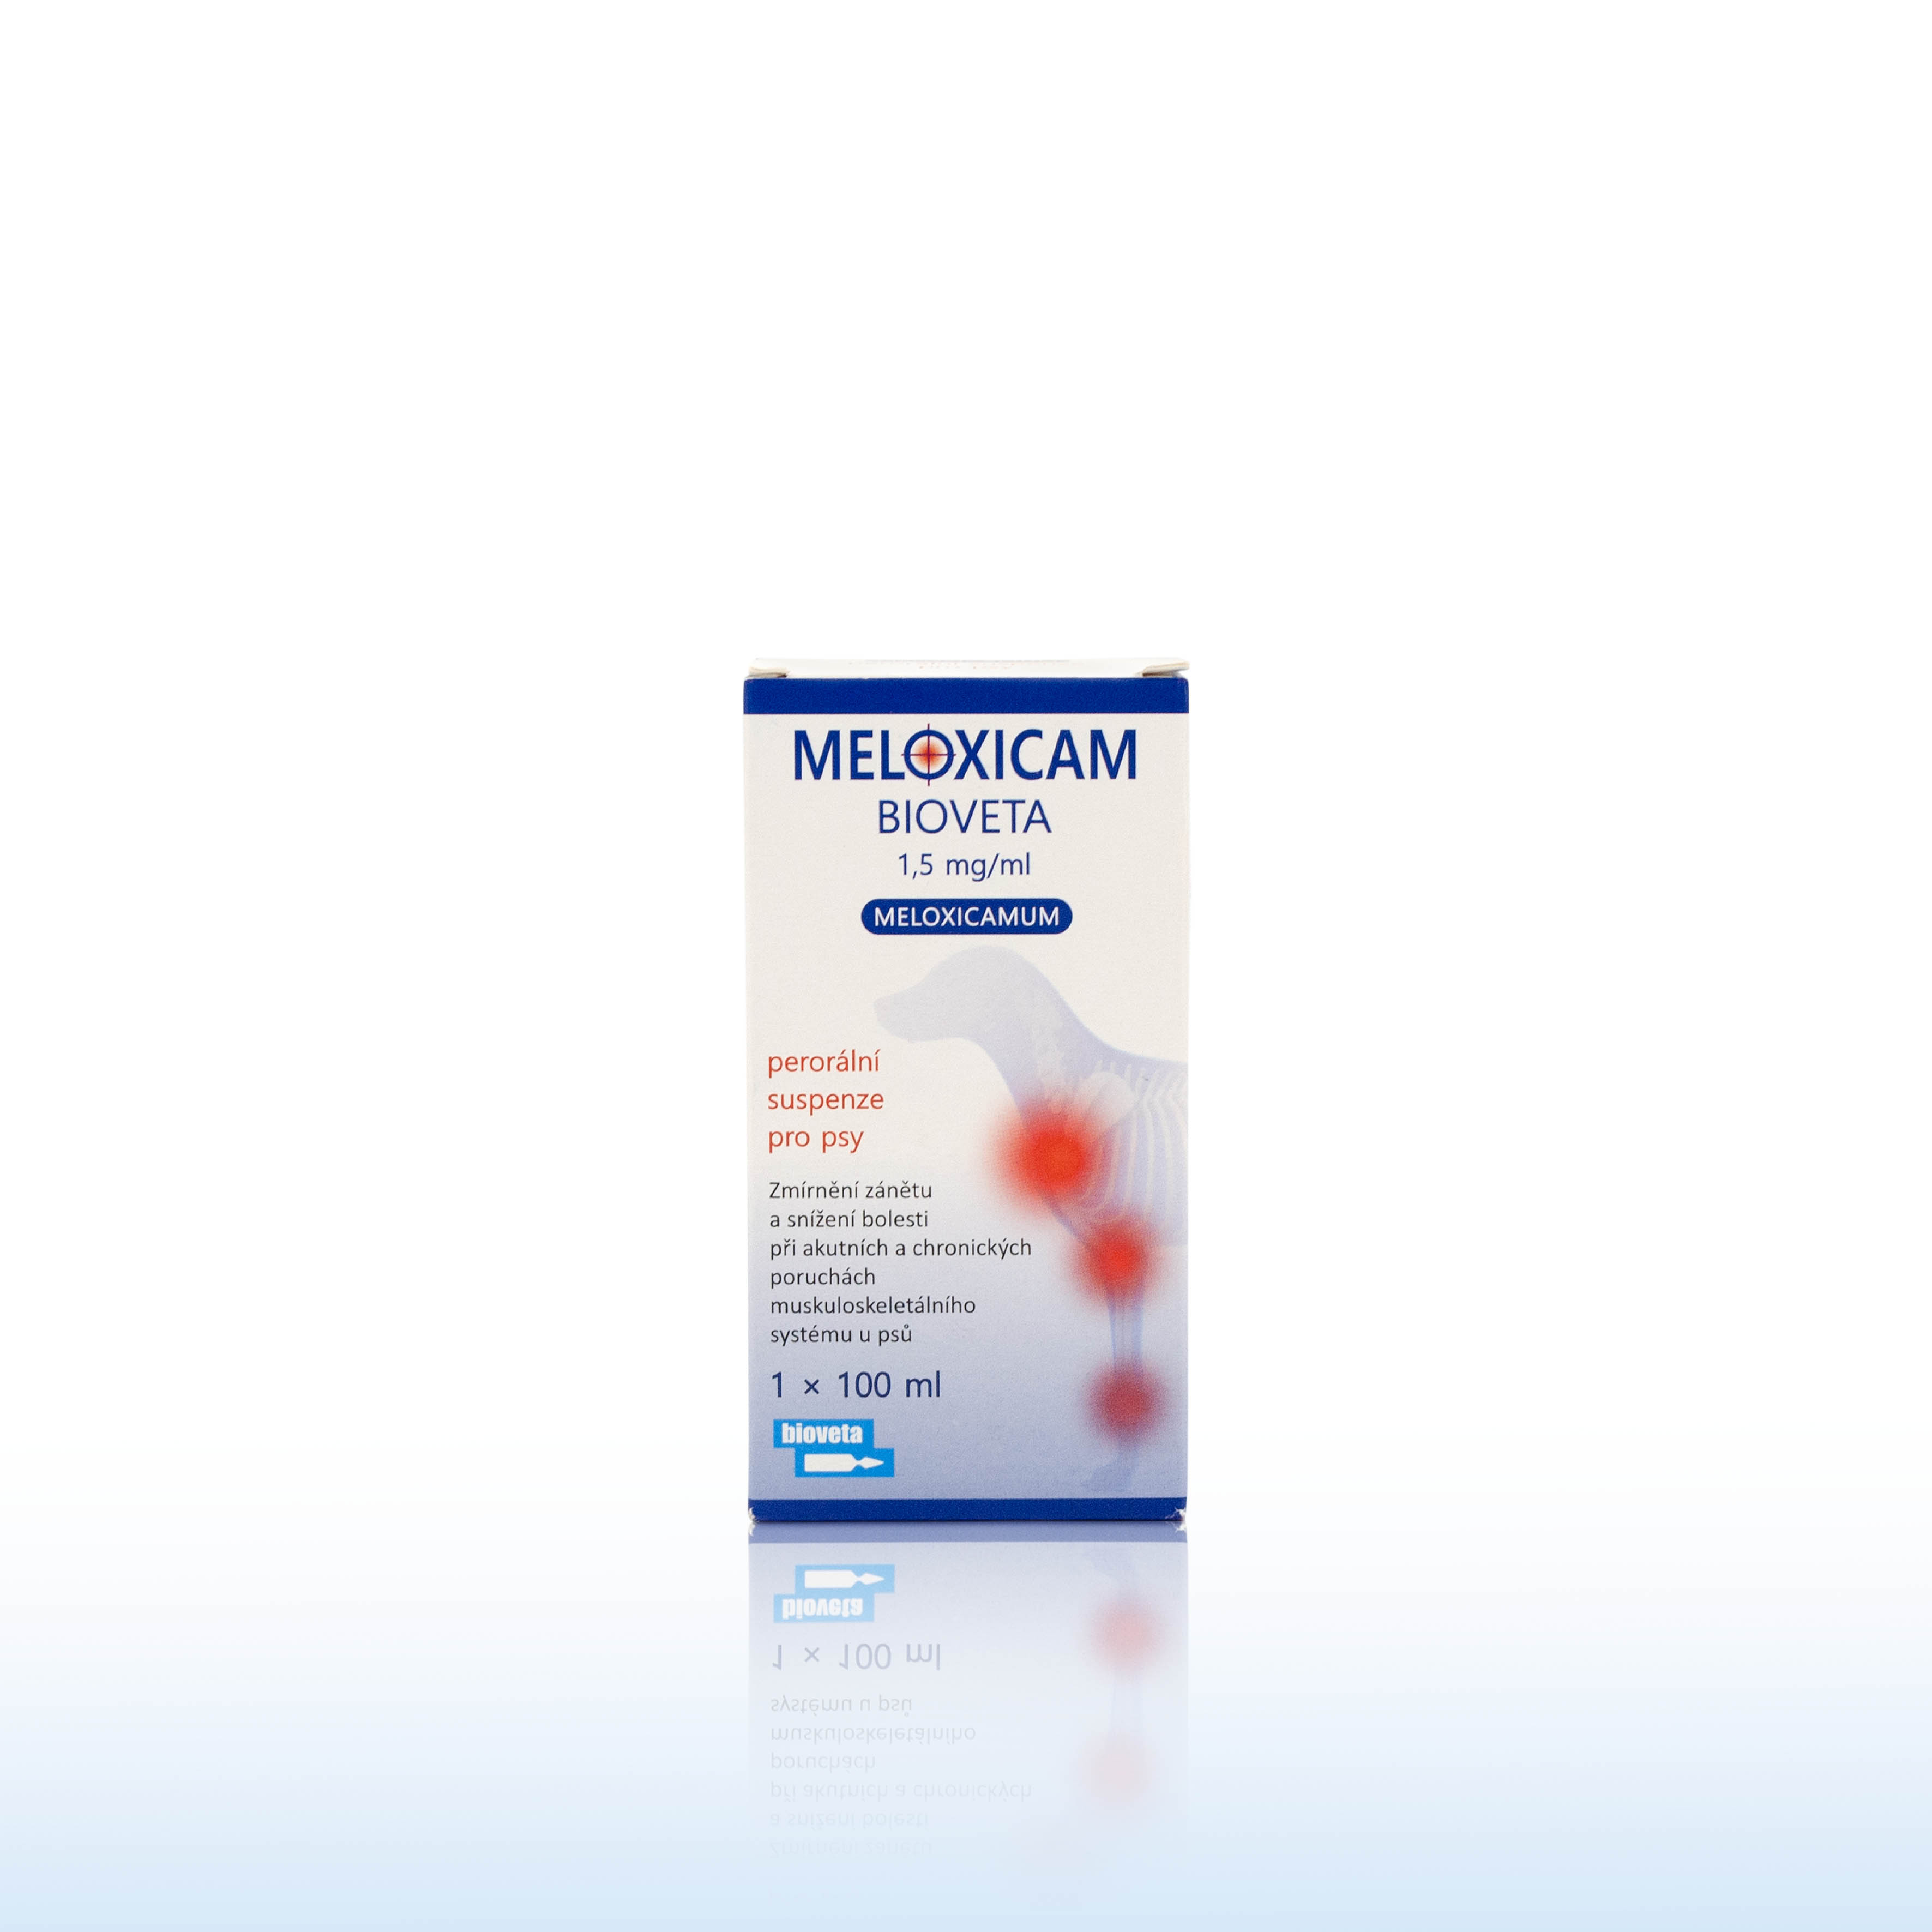 MELOXICAM
BIOVETA
1,5 mg/ml
MELOXICAMUM
perorální
suspenze
pro psy
Zmírnění zánětu
a snížení bolesti
při akutních a chronických
poruchách
muskuloskeletálního
systému u psů
1 × 100 ml
bioveta